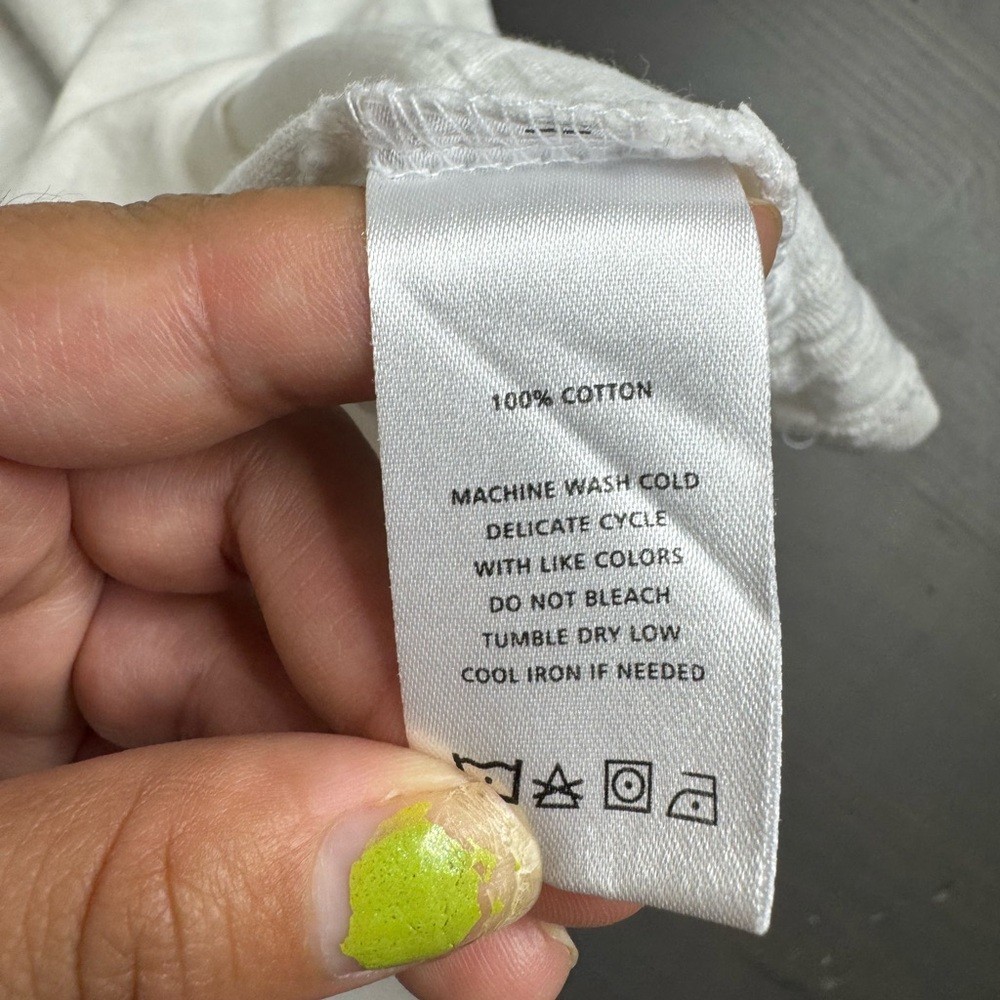 100% COTTON
MACHINE WASH COLD
DELICATE CYCLE
WITH LIKE COLORS
DO NOT BLEACH
TUMBLE DRY LOW
COOL IRON IF NEEDED